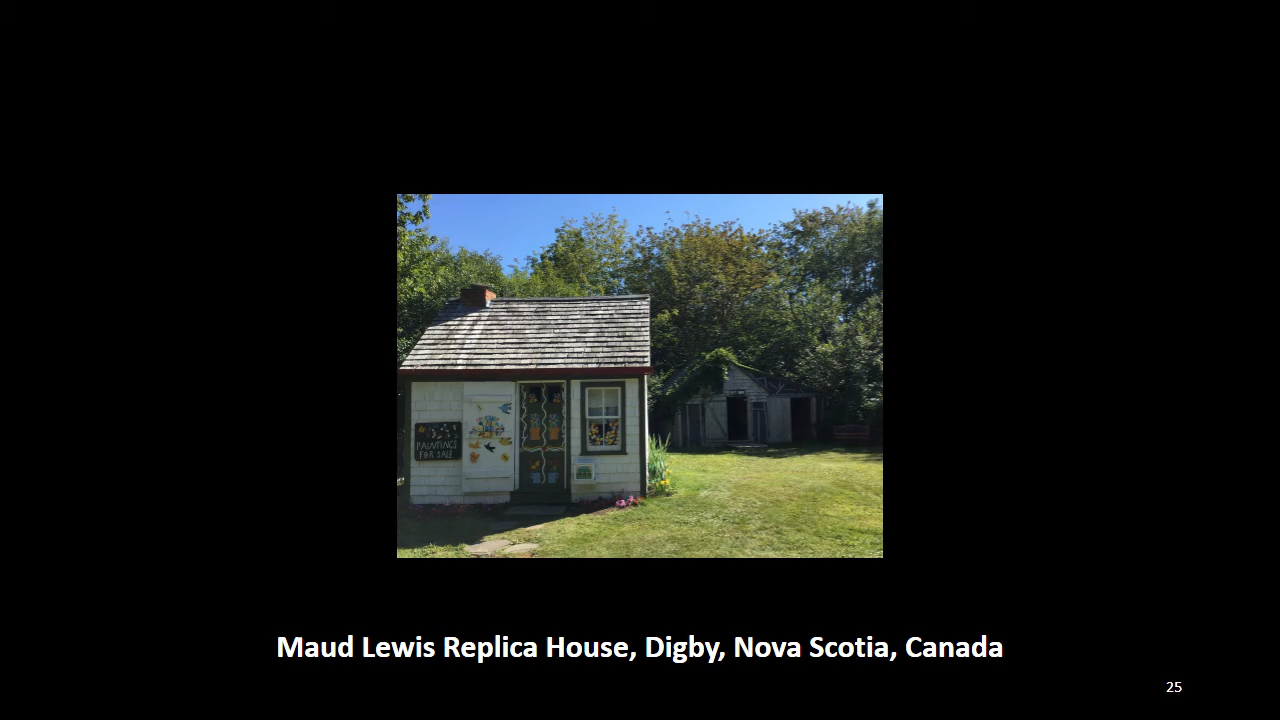 PAINTINGS
FOR SALE
Maud Lewis Replica House, Digby, Nova Scotia, Canada
25